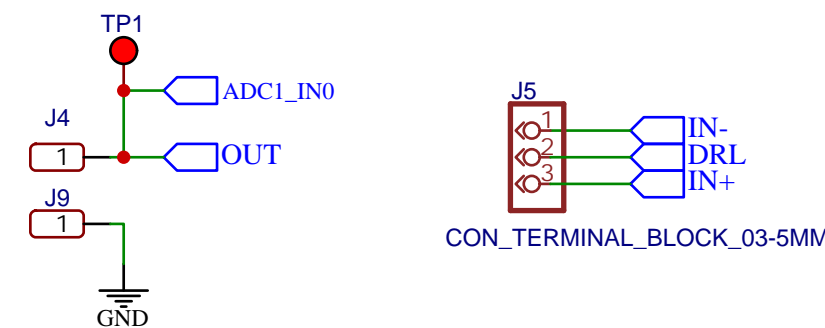 TP1
ADC1_IN0
J4
1
OUT
J9
1
GND
J5
1
IN-
2
DRL
3
IN+
CON_TERMINAL_BLOCK_03-5MM